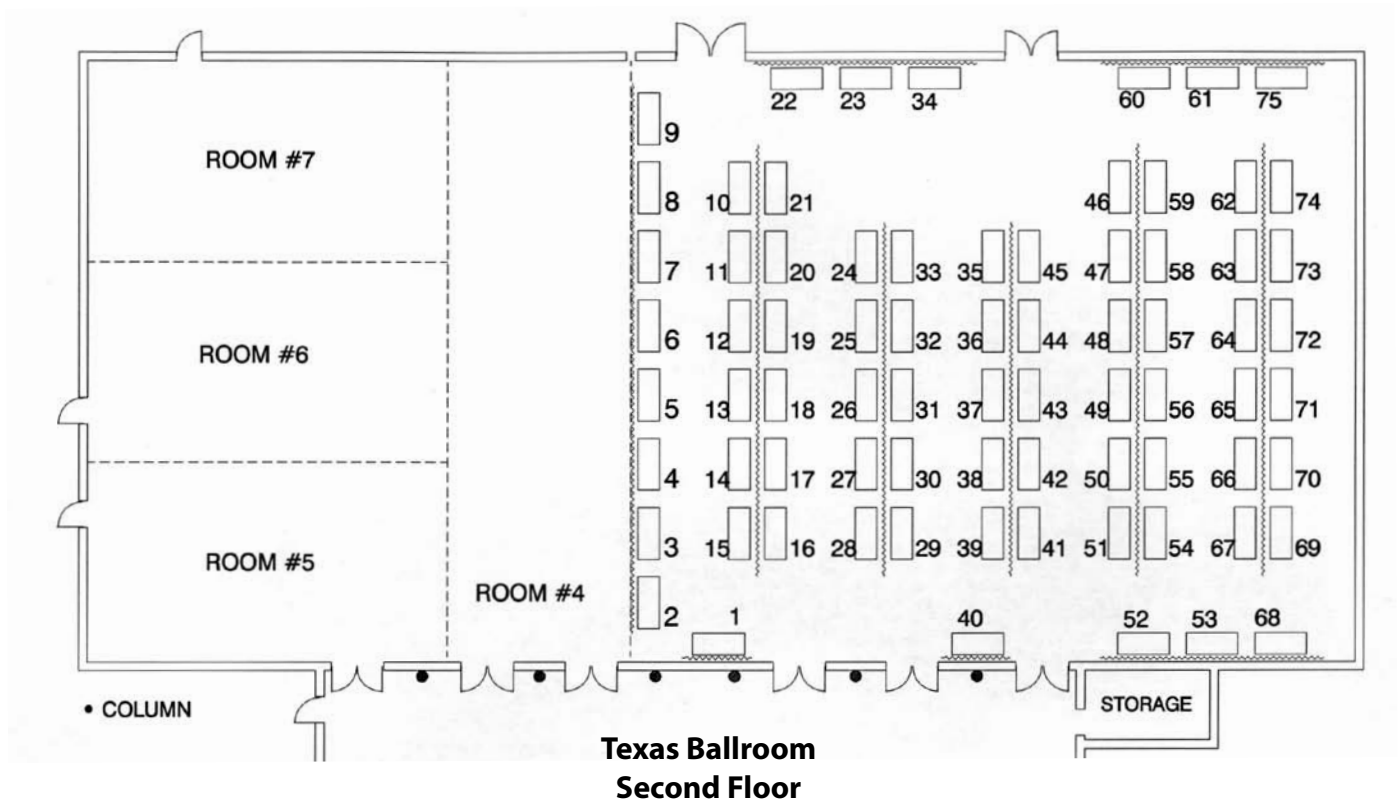 22 23 34 60 61 75
9
ROOM #7
8 10 21 46 59 62 74
7 11 20 24 33 35 45 47 58 63 73
6 12 19 25 32 36 44 48 57 64 72
ROOM #6
5 13 18 26 31 37 43 49 56 65 71
4 14 17 27 30 38 42 50 55 66 70
3 15 16 28 29 39 41 51 54 67 69
ROOM #5
ROOM #4
2 1 40 52 53 68
• COLUMN
STORAGE
Texas Ballroom
Second Floor